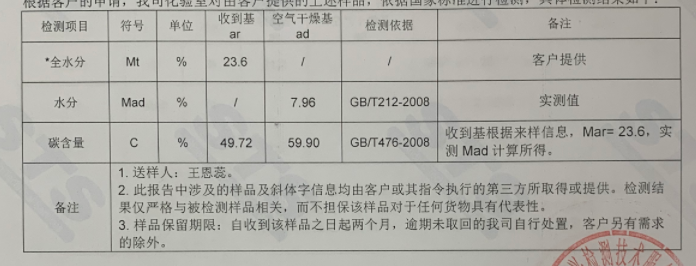 根据客户的申请，我司化验室对由客户提供的上述样品，依据国家标准进行检测，具体检测结果如下：
检测项目 符号 单位 收到基 ar 空气干燥基 ad 检测依据 备注
*全水分 Mt % 23.6 / / 客户提供
水分 Mad % / 7.96 GB/T212-2008 实测值
碳含量 C % 49.72 59.90 GB/T476-2008 收到基根据来样信息，Mar= 23.6，实
测 Mad 计算所得。
备注
1. 送样人：王恩蕊。
2. 此报告中涉及的样品及斜体字信息均由客户或其指令执行的第三方所取得或提供。检测结
果仅严格与被检测样品相关，而不担保该样品对于任何货物具有代表性。
3. 样品保留期限：自收到该样品之日起两个月，逾期未取回的我司自行处置，客户另有需求
的除外。
检测技术